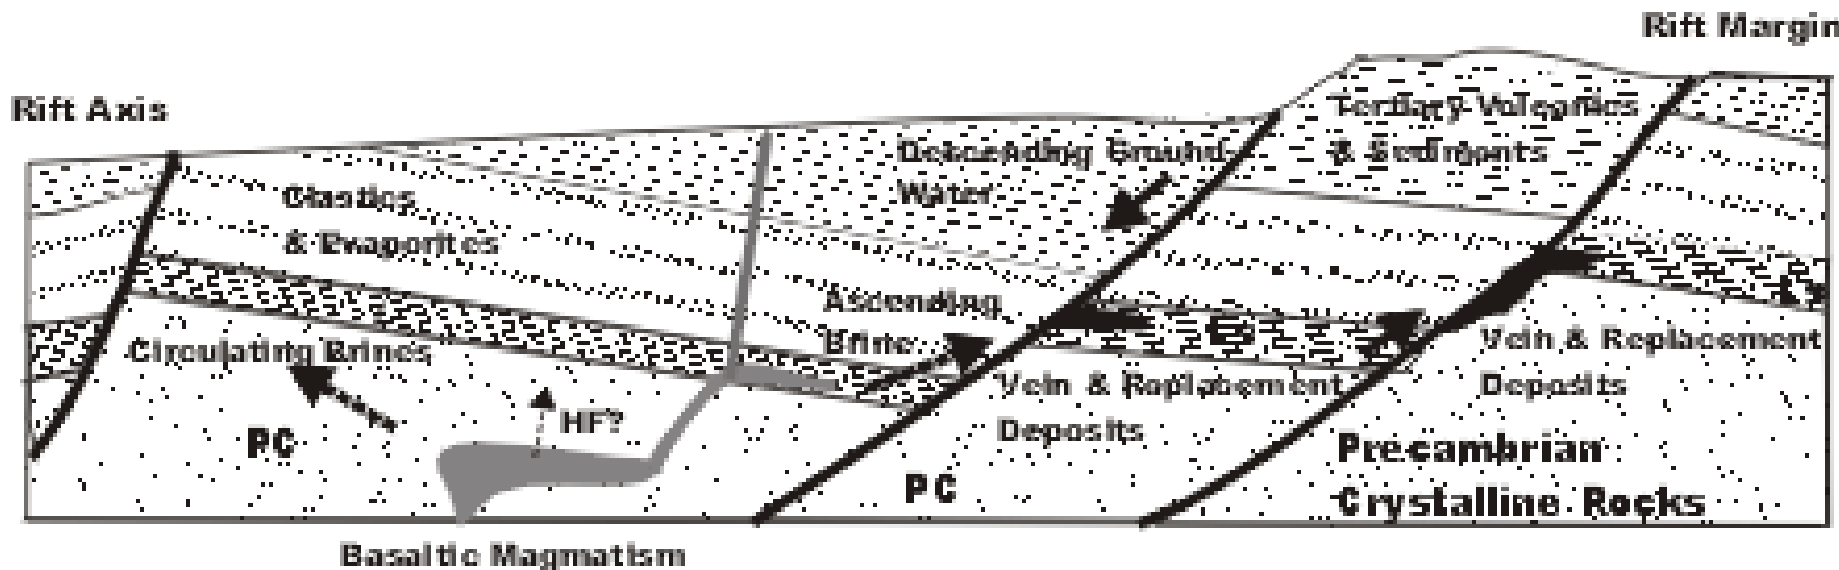 Rift Margin
Rift Axis
Tertiary Volcanics
& Sediments
Descending Ground
Water
Clastics
& Evaporites
Ascending
Brine
Circulating Brines
Vein & Replacement
Deposits
Vein & Replacement
Deposits
HF?
PC
PC
Precambrian
Crystalline Rocks
Basaltic Magmatism